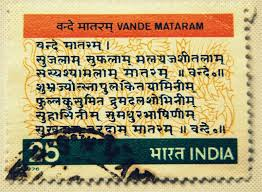 वन्दे मातरम् VANDE MATARAM
वन्दे मातरम् ।
सुजलाम् सुफलाम् मलयजशीतलाम्
सस्यश्यामलाम् मातरम् ॥ वन्दे० ॥
शुभ्रज्योत्स्नापुलकितयामिनीम्
फुल्लकुसुमित द्रुमदलशोभिनीम्
सुहासिनीम् सुमधुरभाषिणीम्
सुखदाम् वरदाम् मातरम् ॥ वन्दे० ॥
25 भारत INDIA
1976